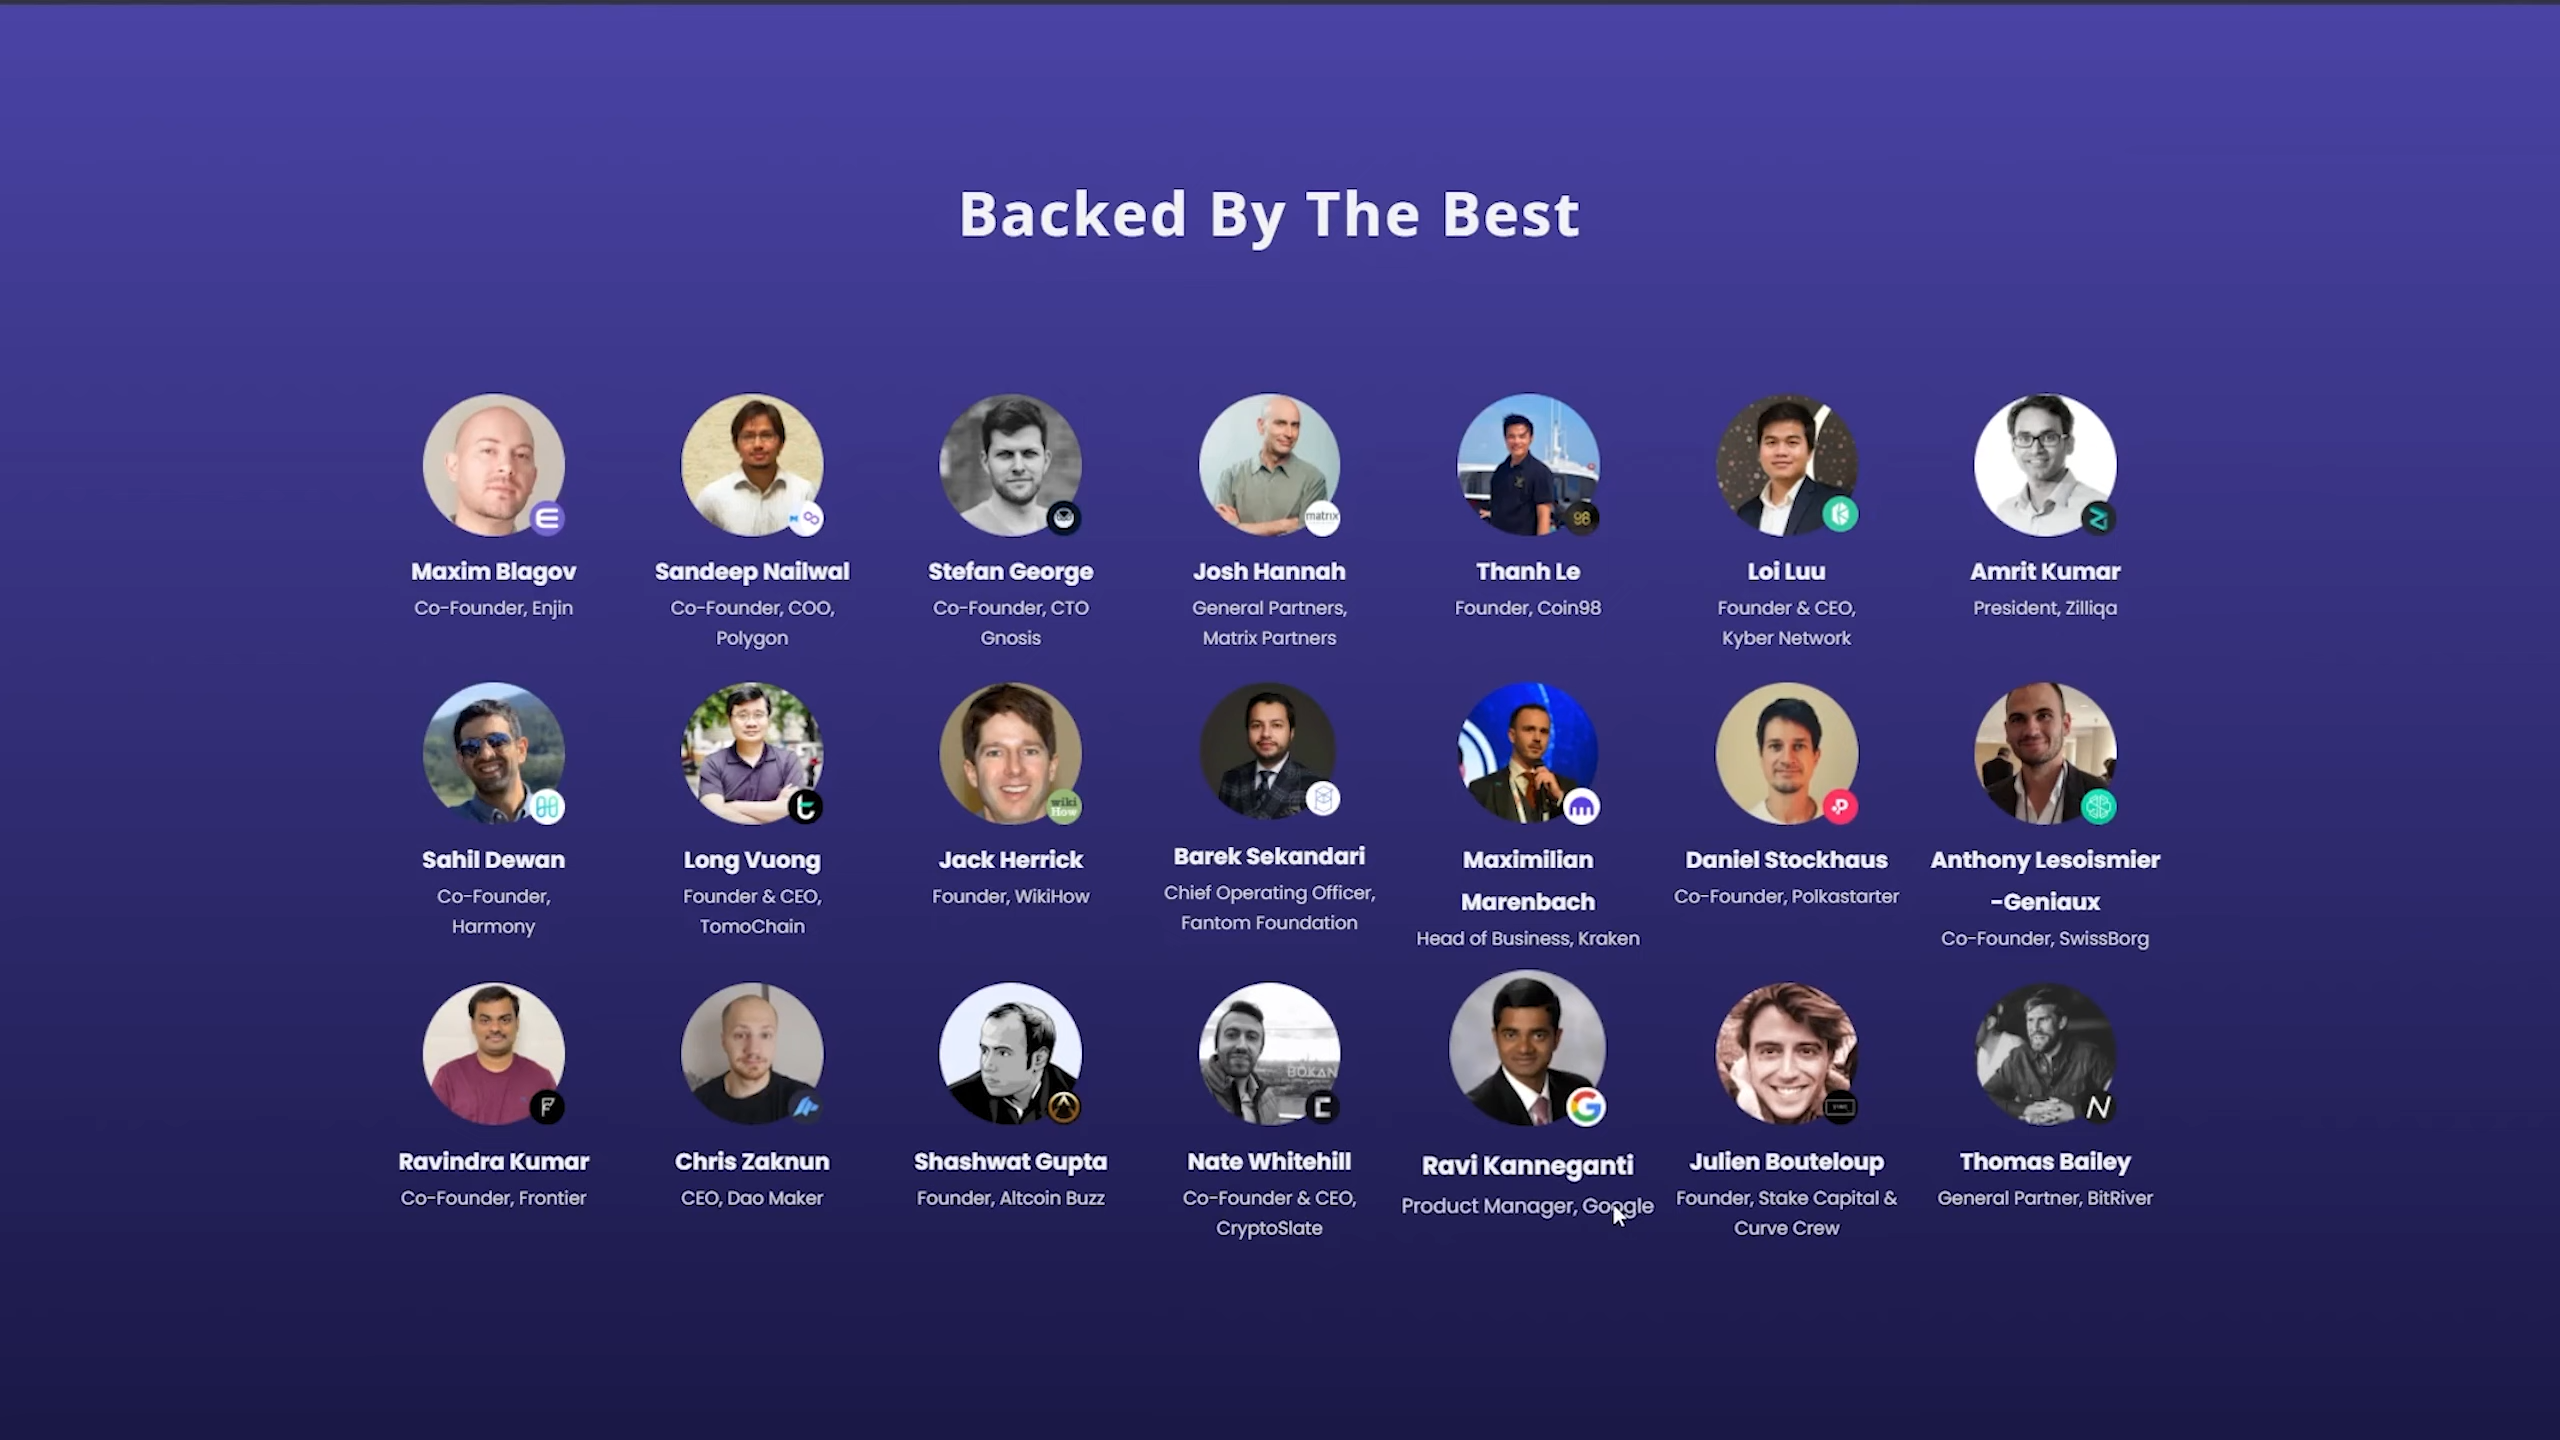 Backed By The Best
matrix
98
Maxim Blagov
Co-Founder, Enjin
Sandeep Nailwal
Co-Founder, COO,
Polygon
Stefan George
Co-Founder, CTO
Gnosis
Josh Hannah
General Partners,
Matrix Partners
Thanh Le
Founder, Coin98
Loi Luu
Founder & CEO,
Kyber Network
Amrit Kumar
President, Zilliqa
wiki
How
Sahil Dewan
Co-Founder,
Harmony
Long Vuong
Founder & CEO,
TomoChain
Jack Herrick
Founder, WikiHow
Barek Sekandari
Chief Operating Officer,
Fantom Foundation
Maximilian
Marenbach
Head of Business, Kraken
Daniel Stockhaus
Co-Founder, Polkastarter
Anthony Lesoismier
-Geniaux
Co-Founder, SwissBorg
BOKAN
Ravindra Kumar
Co-Founder, Frontier
Chris Zaknun
CEO, Dao Maker
Shashwat Gupta
Founder, Altcoin Buzz
Nate Whitehill
Co-Founder & CEO,
CryptoSlate
Ravi Kanneganti
Product Manager, Google
Julien Bouteloup
Founder, Stake Capital &
Curve Crew
Thomas Bailey
General Partner, BitRiver